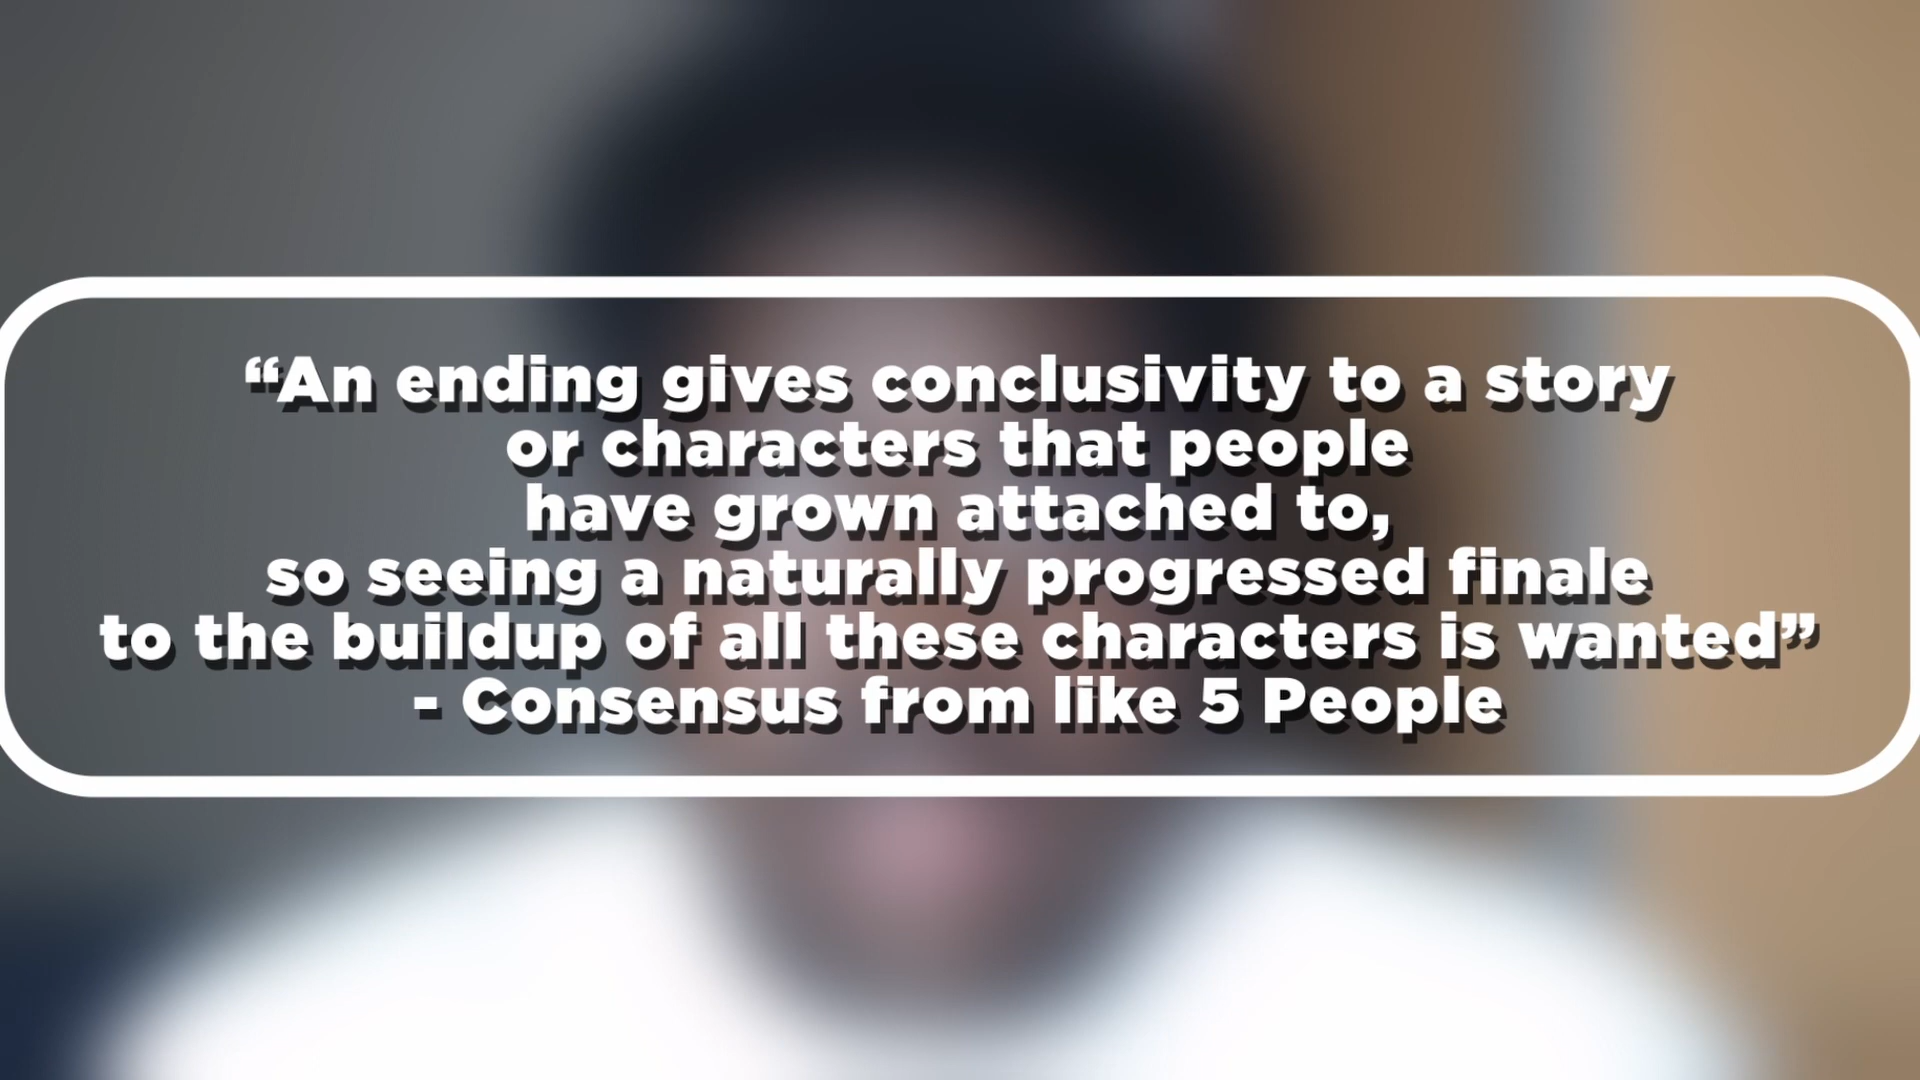 “An ending gives conclusivity to a story
or characters that people
have grown attached to,
so seeing a naturally progressed finale
to the buildup of all these characters is wanted”
- Consensus from like 5 People